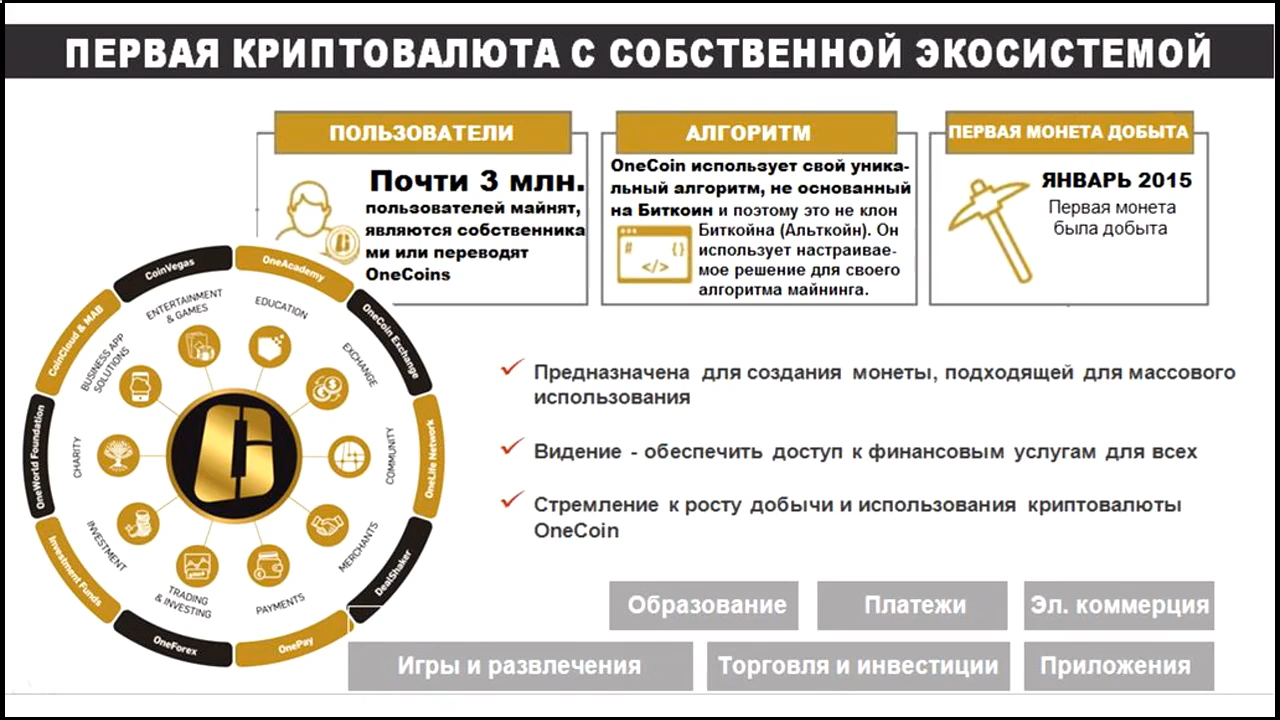 ПЕРВАЯ КРИПТОВАЛЮТА С СОБСТВЕННОЙ ЭКОСИСТЕМОЙ
ПОЛЬЗОВАТЕЛИ
Почти 3 млн.
пользователей майнят,
являются собственника
ми или переводят
OneCoins
АЛГОРИТМ
OneCoin использует свой уника-
льный алгоритм, не основанный
на Биткоин и поэтому это не клон
Биткойна (Альткойн). Он
использует настраивае-
мое решение для своего
алгоритма майнинга.
# {}
</>
ПЕРВАЯ МОНЕТА ДОБЫТА
ЯНВАРЬ 2015
Первая монета
была добыта
CoinVegas
OneAcademy
OneCoin Exchange
OneLife Network
DealShaker
OnePay
OneForex
Investment Funds
OneWorld Foundation
CoinCloud & MAB
ENTERTAINMENT
& GAMES
EDUCATION
EXCHANGE
COMMUNITY
MERCHANTS
PAYMENTS
TRADING
& INVESTING
INVESTMENT
CHARITY
BUSINESS APP
SOLUTIONS
Предназначена для создания монеты, подходящей для массового
использования
Видение - обеспечить доступ к финансовым услугам для всех
Стремление к росту добычи и использования криптовалюты
OneCoin
Образование
Платежи
Эл. коммерция
Игры и развлечения
Торговля и инвестиции
Приложения